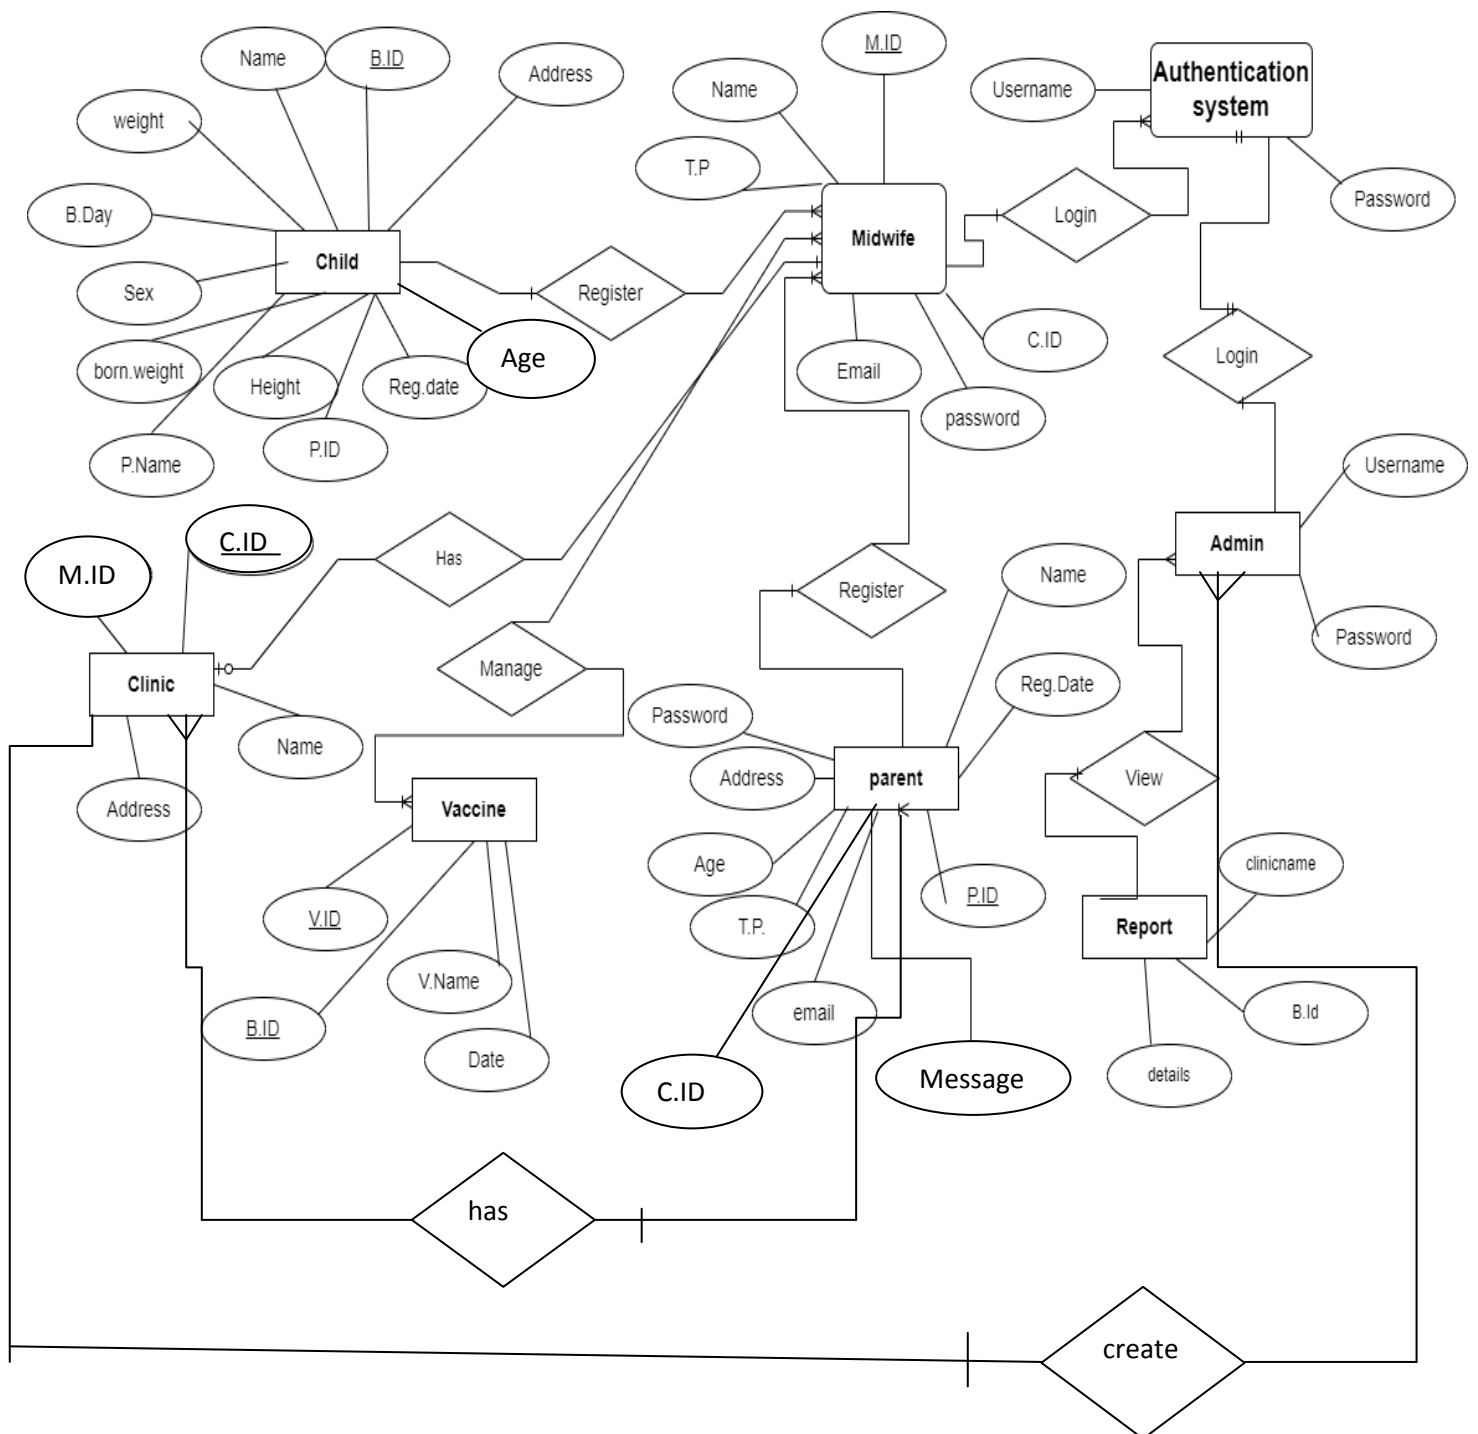 M.ID
Name
B.ID
Address
Authentication
system
Username
Name
weight
T.P
Password
B.Day
Login
Midwife
Child
Sex
Register
C.ID
Login
Age
born.weight
Height
Reg.date
Email
password
P.ID
P.Name
Username
C.ID
Admin
M.ID
Has
Name
Register
Password
Manage
Clinic
Reg.Date
Password
Name
Address
parent
View
Address
Vaccine
Age
clinicname
P.ID
V.ID
T.P.
Report
V.Name
email
B.Id
B.ID
Date
Message
details
C.ID
has
create